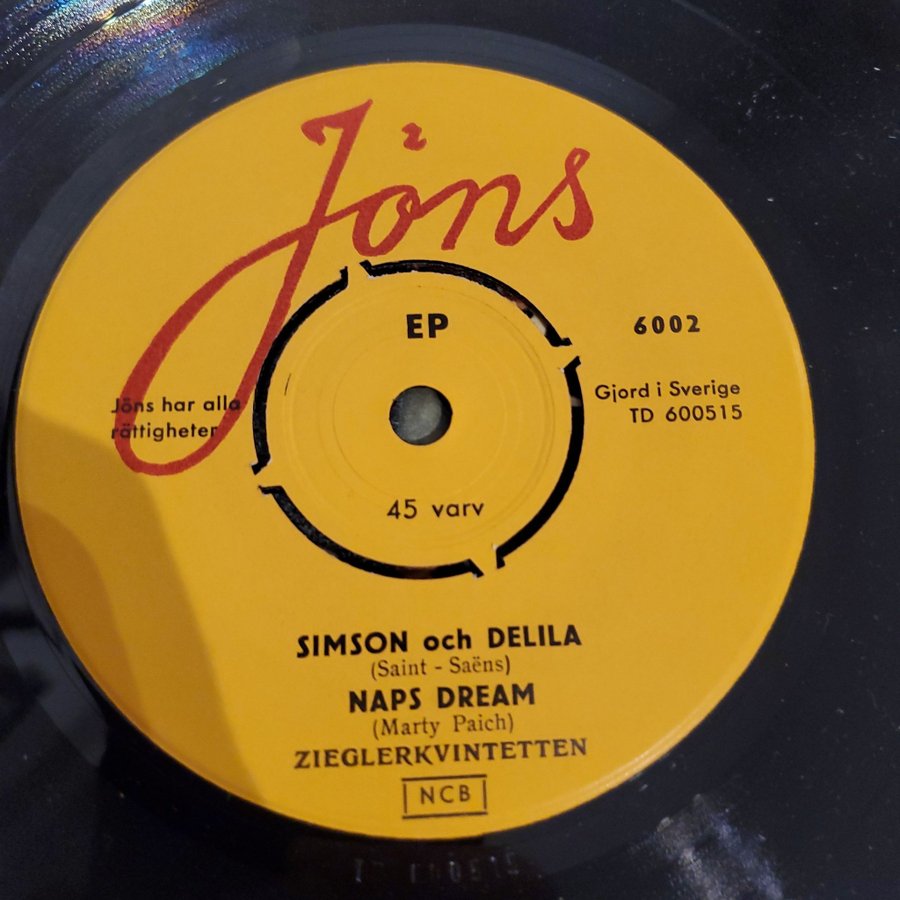 Jöns
EP
6002
Jöns har alla
rättigheter
Gjord i Sverige
TD 600515
45 varv
SIMSON och DELILA
(Saint - Saëns)
NAPS DREAM
(Marty Paich)
ZIEGLERKVINTETTEN
NCB